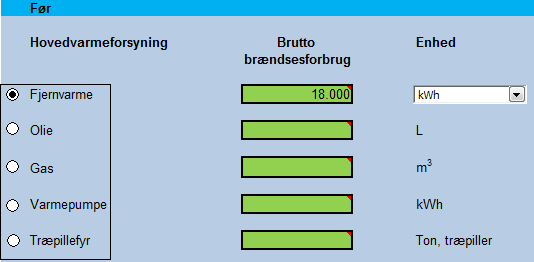 Før
Hovedvarmeforsyning Brutto brændsesforbrug Enhed
Fjernvarme 18.000 kWh
Olie L
Gas m³
Varmepumpe kWh
Træpillefyr Ton, træpiller